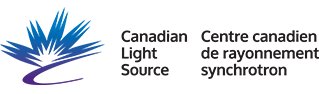 Canadian
Light
Source
Centre canadien
de rayonnement
synchrotron